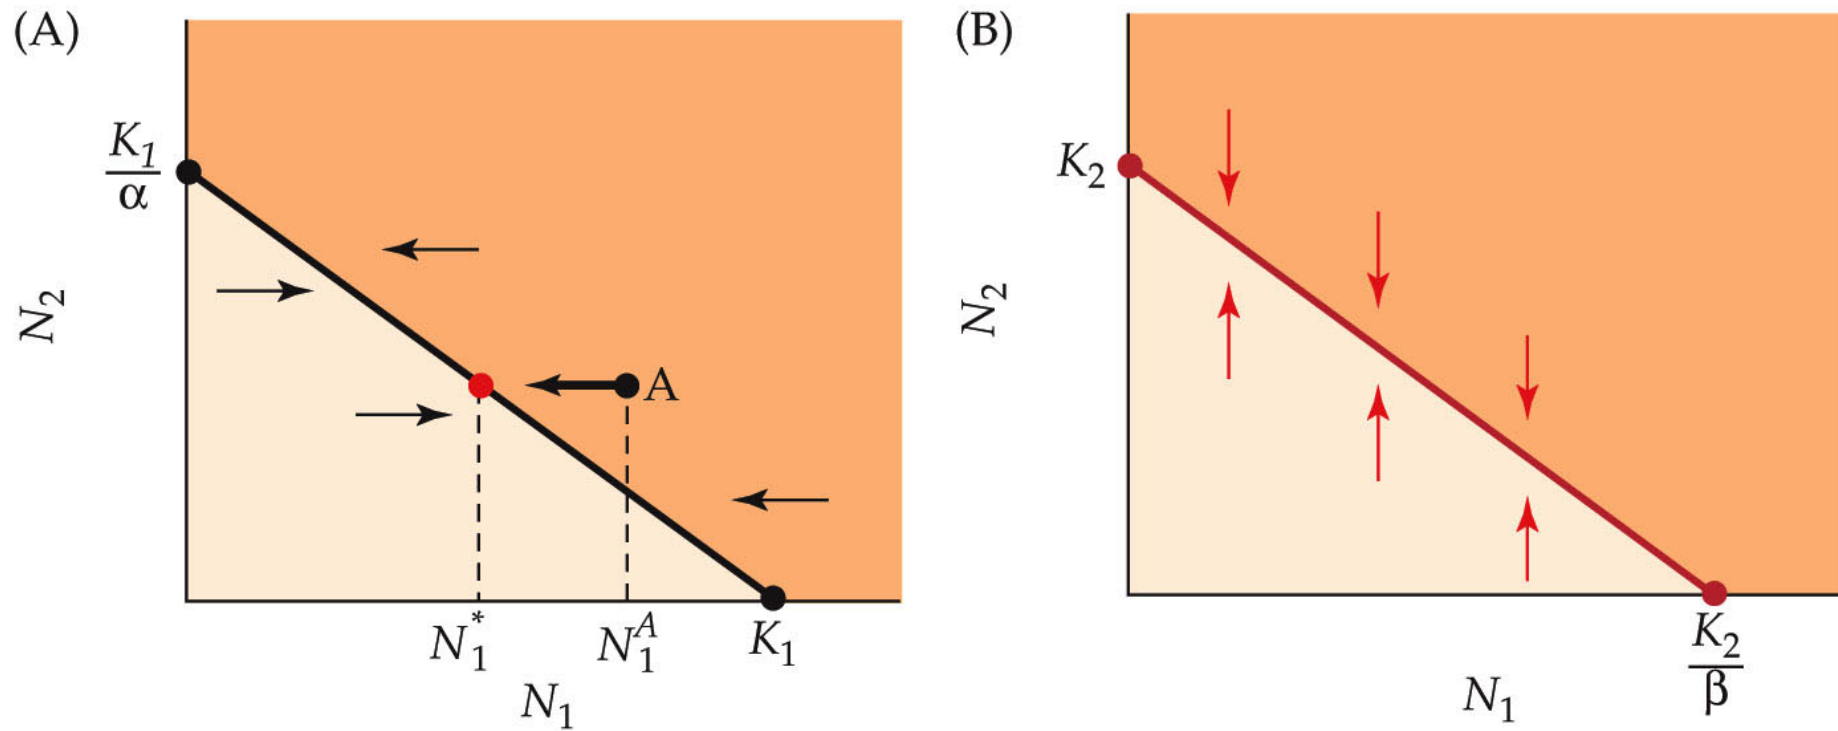 (A)
K₁/α
N₂
A
N₁*
N₁ᴬ
K₁
N₁
(B)
K₂
N₂
K₂/β
N₁